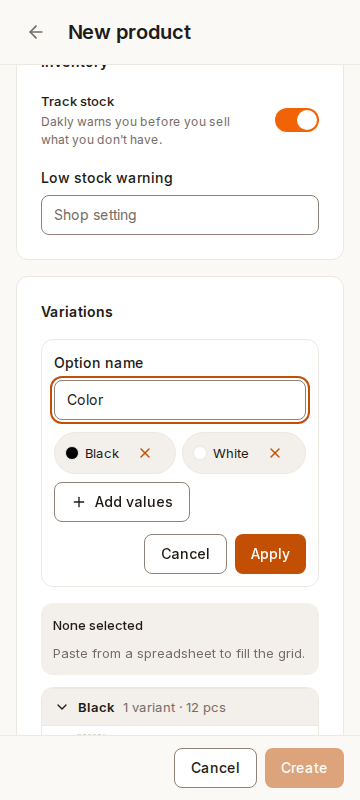 New product
Inventory
Track stock
Dakly warns you before you sell
what you don't have.
Low stock warning
Shop setting
Variations
Option name
Color
Black
White
Add values
Cancel
Apply
None selected
Paste from a spreadsheet to fill the grid.
Black 1 variant · 12 pcs
Cancel
Create